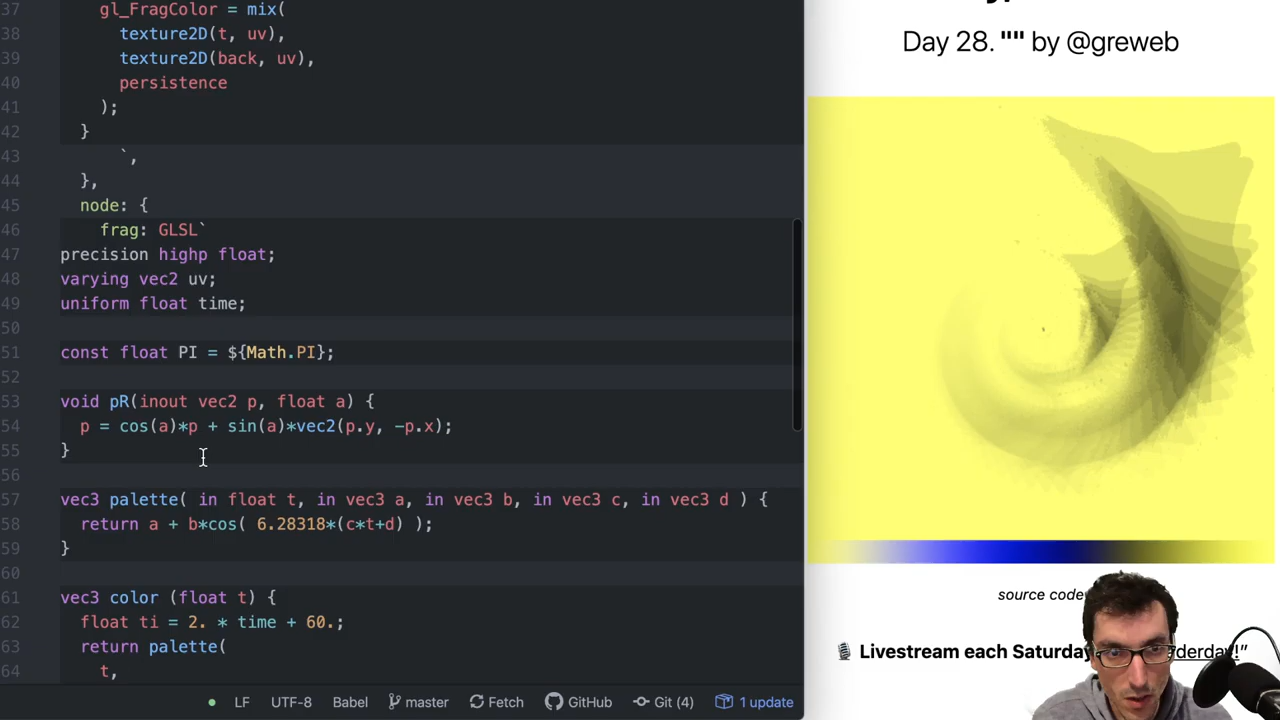 37 gl_FragColor = mix(
38 texture2D(t, uv),
39 texture2D(back, uv),
40 persistence
41 );
42 }
43 `,
44 },
45 node: {
46 frag: GLSL`
47 precision highp float;
48 varying vec2 uv;
49 uniform float time;
50
51 const float PI = ${Math.PI};
52
53 void pR(inout vec2 p, float a) {
54 p = cos(a)*p + sin(a)*vec2(p.y, -p.x);
55 }
56
57 vec3 palette( in float t, in vec3 a, in vec3 b, in vec3 c, in vec3 d ) {
58 return a + b*cos( 6.28318*(c*t+d) );
59 }
60
61 vec3 color (float t) {
62 float ti = 2. * time + 60.;
63 return palette(
64 t,
LF UTF-8 Babel master Fetch GitHub Git (4) 1 update
Day 28. "" by @greweb
source code
Livestream each Saturday